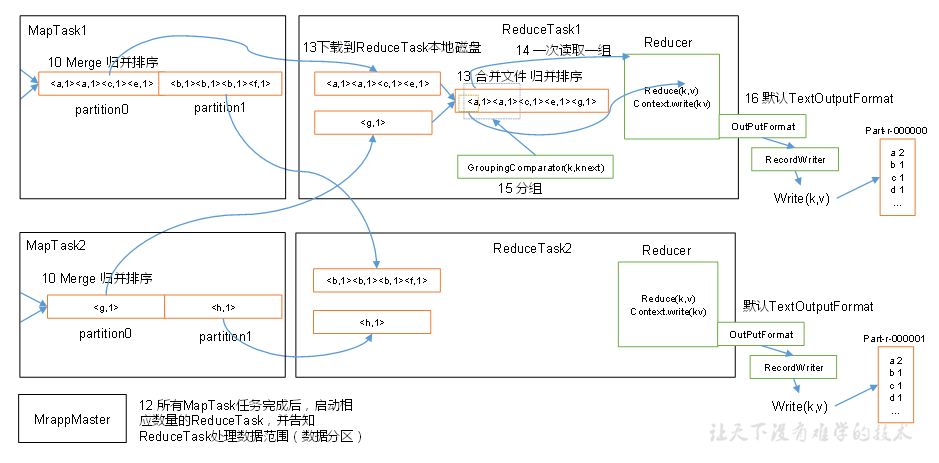 MapTask1
10 Merge 归并排序
<a,1><a,1><c,1><e,1>
<b,1><b,1><b,1><f,1>
partition0
partition1
ReduceTask1
13下载到ReduceTask本地磁盘
<a,1><a,1><c,1><e,1>
<g,1>
13 合并文件 归并排序
<a,1><a,1><c,1><e,1><g,1>
GroupingComparator(k,knext)
15 分组
14 一次读取一组
Reducer
Reduce(k,v)
Context.write(kv)
16 默认TextOutputFormat
OutPutFormat
RecordWriter
Write(k,v)
Part-r-000000
a 2
b 1
c 1
d 1
...
MapTask2
10 Merge 归并排序
<g,1>
<h,1>
partition0
partition1
ReduceTask2
<b,1><b,1><b,1><f,1>
<h,1>
Reducer
Reduce(k,v)
Context.write(kv)
默认TextOutputFormat
OutPutFormat
RecordWriter
Write(k,v)
Part-r-000001
a 2
b 1
c 1
d 1
...
MrappMaster
12 所有MapTask任务完成后，启动相
应数量的ReduceTask，并告知
ReduceTask处理数据范围（数据分区）
让天下没有难学的技术